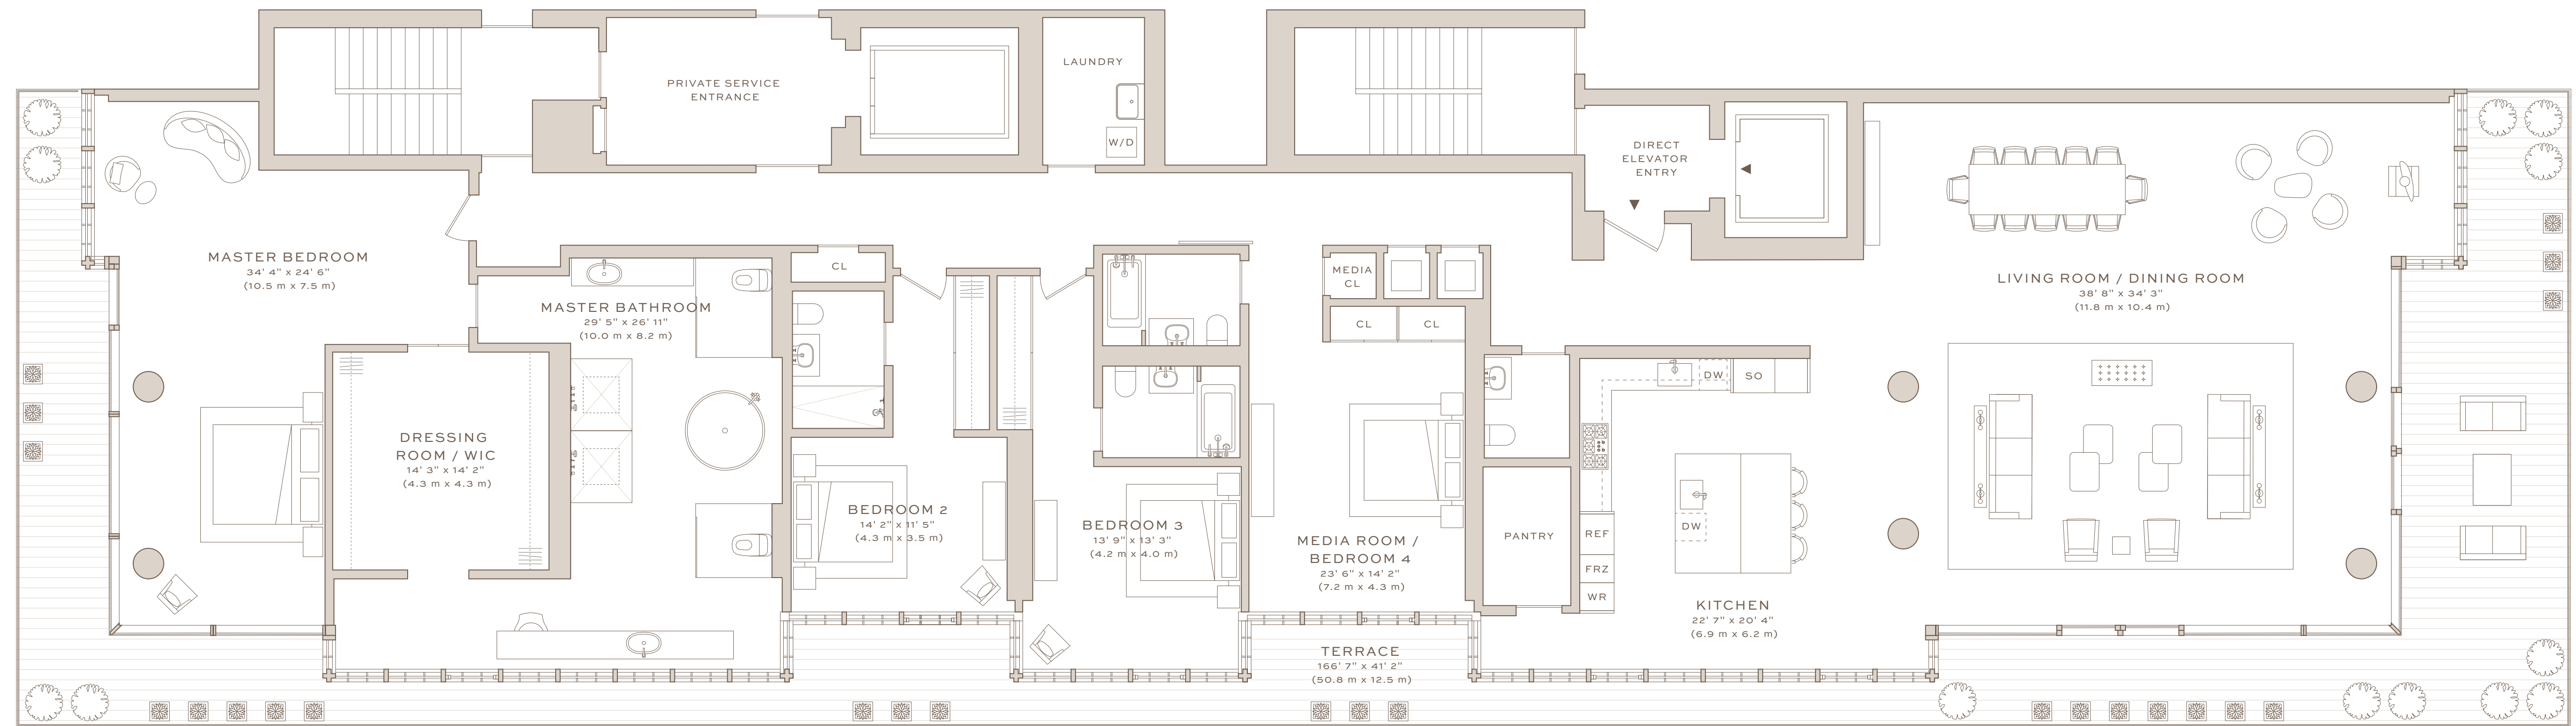 PRIVATE SERVICE
ENTRANCE
LAUNDRY
W/D
DIRECT
ELEVATOR
ENTRY
MASTER BEDROOM
34' 4" x 24' 6"
(10.5 m x 7.5 m)
MASTER BATHROOM
29' 5" x 26' 11"
(10.0 m x 8.2 m)
CL
MEDIA
CL
CL
CL
LIVING ROOM / DINING ROOM
38' 8" x 34' 3"
(11.8 m x 10.4 m)
DW
SO
DRESSING
ROOM / WIC
14' 3" x 14' 2"
(4.3 m x 4.3 m)
BEDROOM 2
14' 2" x 11' 5"
(4.3 m x 3.5 m)
BEDROOM 3
13' 9" x 13' 3"
(4.2 m x 4.0 m)
MEDIA ROOM /
BEDROOM 4
23' 6" x 14' 2"
(7.2 m x 4.3 m)
PANTRY
REF
FRZ
WR
DW
KITCHEN
22' 7" x 20' 4"
(6.9 m x 6.2 m)
TERRACE
166' 7" x 41' 2"
(50.8 m x 12.5 m)